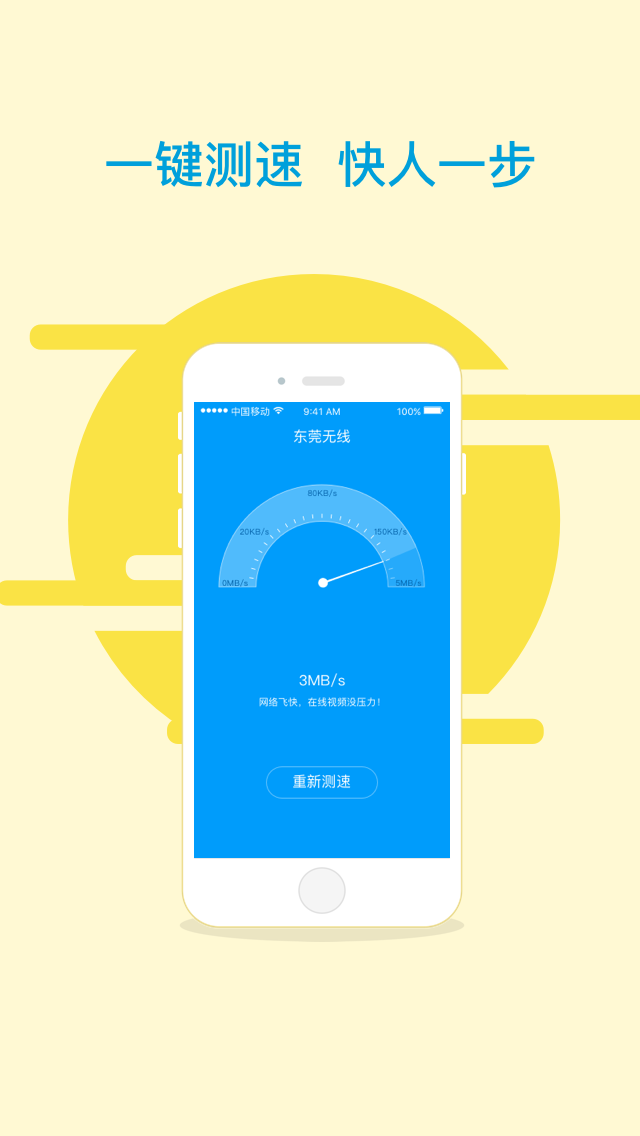 一键测速 快人一步
中国移动 9:41 AM 100%
东莞无线
80KB/s
20KB/s 150KB/s
0MB/s 5MB/s
3MB/s
网络飞快，在线视频没压力！
重新测速